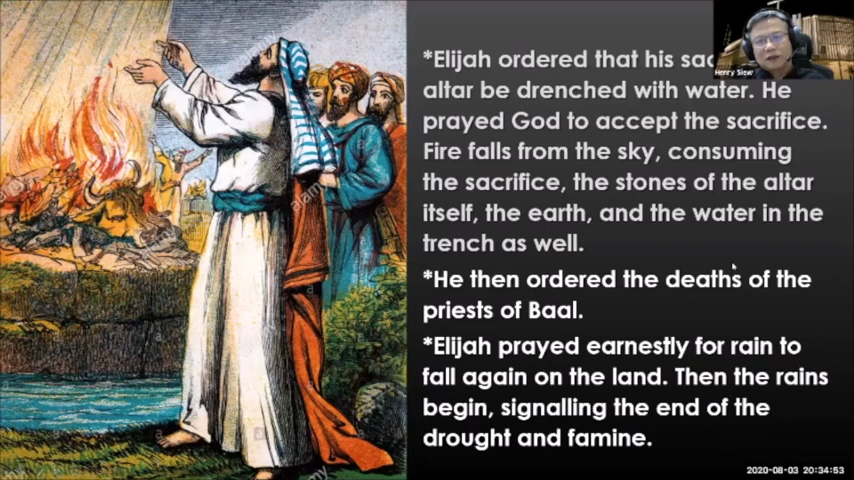 *Elijah ordered that his sac
Henry Siew
altar be drenched with water. He
prayed God to accept the sacrifice.
Fire falls from the sky, consuming
the sacrifice, the stones of the altar
itself, the earth, and the water in the
trench as well.
*He then ordered the deaths of the
priests of Baal.
*Elijah prayed earnestly for rain to
fall again on the land. Then the rains
begin, signalling the end of the
drought and famine.
alamy
alamy
alamy
2020-08-03 20:34:53